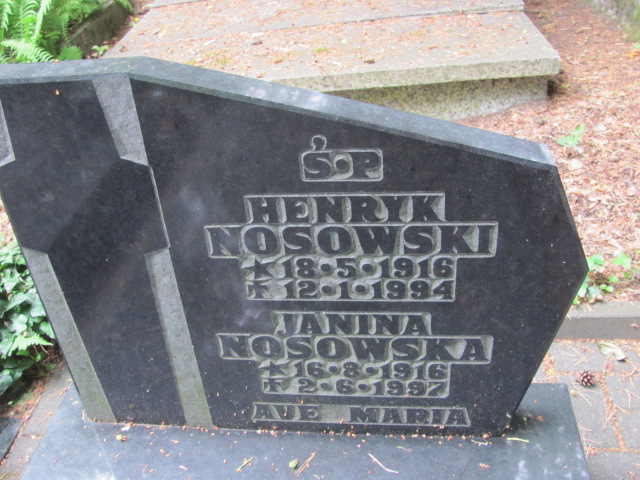 Ś·P
HENRYK
NOSOWSKI
★18·5·1916
✝12·1·1994
JANINA
NOSOWSKA
★16·8·1916
✝2·6·1997
AVE MARIA